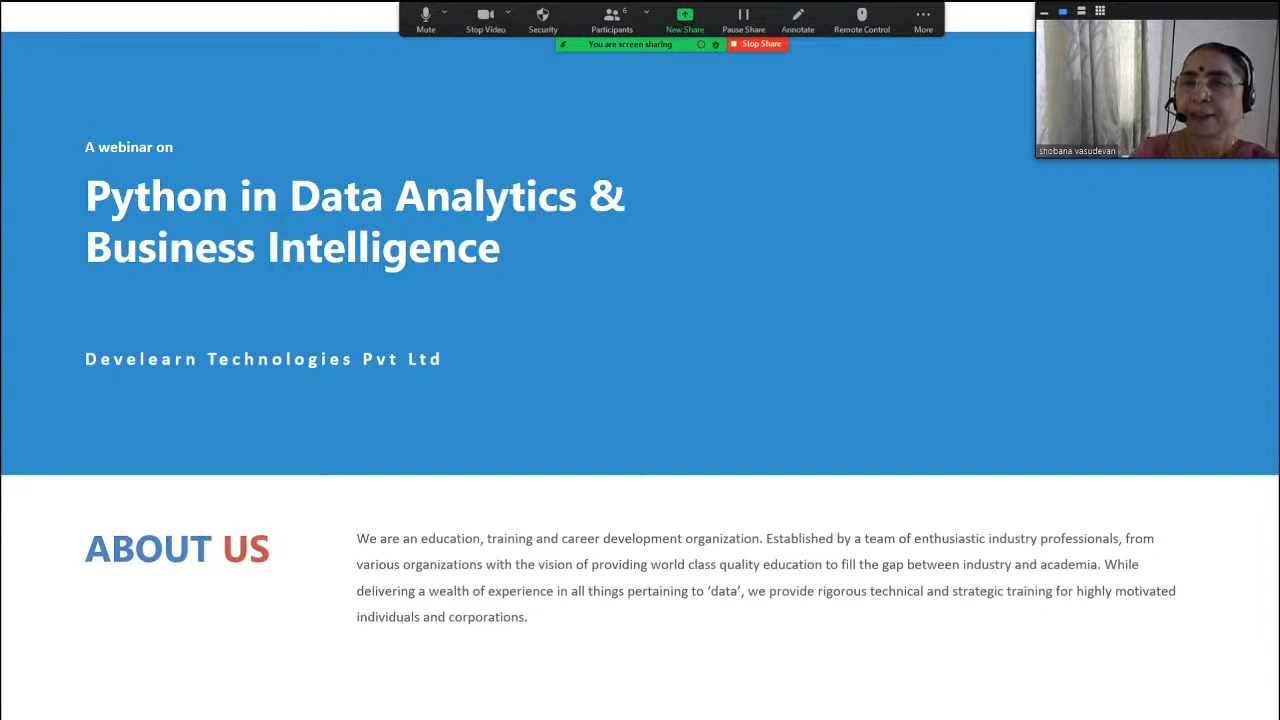 Mute
Stop Video
Security
6
Participants
New Share
Pause Share
Annotate
Remote Control
More
You are screen sharing
Stop Share
shobana vasudevan
A webinar on
Python in Data Analytics &
Business Intelligence
Develearn Technologies Pvt Ltd
ABOUT US
We are an education, training and career development organization. Established by a team of enthusiastic industry professionals, from
various organizations with the vision of providing world class quality education to fill the gap between industry and academia. While
delivering a wealth of experience in all things pertaining to ‘data’, we provide rigorous technical and strategic training for highly motivated
individuals and corporations.